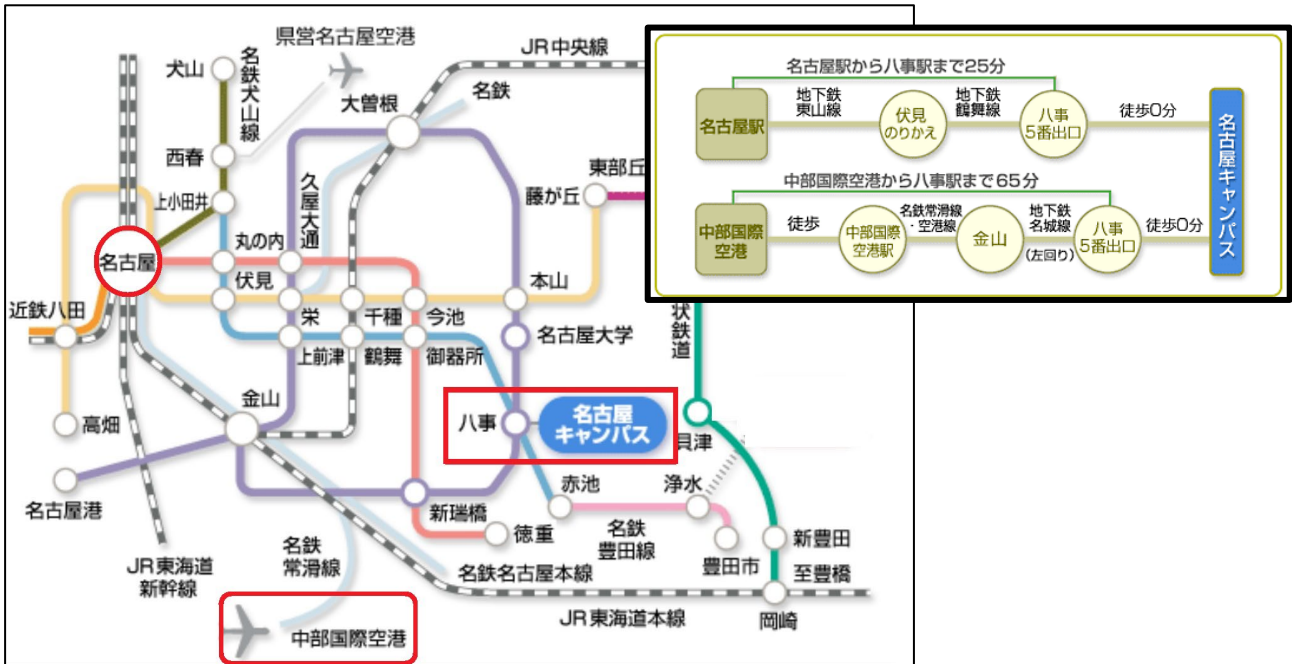 県営名古屋空港
JR中央線
犬山
名鉄犬山線
大曽根
名鉄
西春
上小田井
久屋大通
藤が丘
東部丘
名古屋
丸の内
伏見
本山
近鉄八田
栄
千種
今池
名古屋大学
状鉄道
上前津
鶴舞
御器所
金山
高畑
八事
名古屋
キャンパス
貝津
名古屋港
新瑞橋
赤池
浄水
徳重
名鉄
豊田線
豊田市
新豊田
至豊橋
JR東海道
新幹線
名鉄
常滑線
名鉄名古屋本線
JR東海道本線
岡崎
中部国際空港
名古屋駅から八事駅まで25分
名古屋駅
地下鉄
東山線
伏見
のりかえ
地下鉄
鶴舞線
八事
5番出口
徒歩0分
中部国際空港から八事駅まで65分
中部国際
空港
徒歩
中部国際
空港駅
名鉄常滑線
・空港線
金山
地下鉄
名城線
(左回り)
八事
5番出口
徒歩0分
名古屋キャンパス